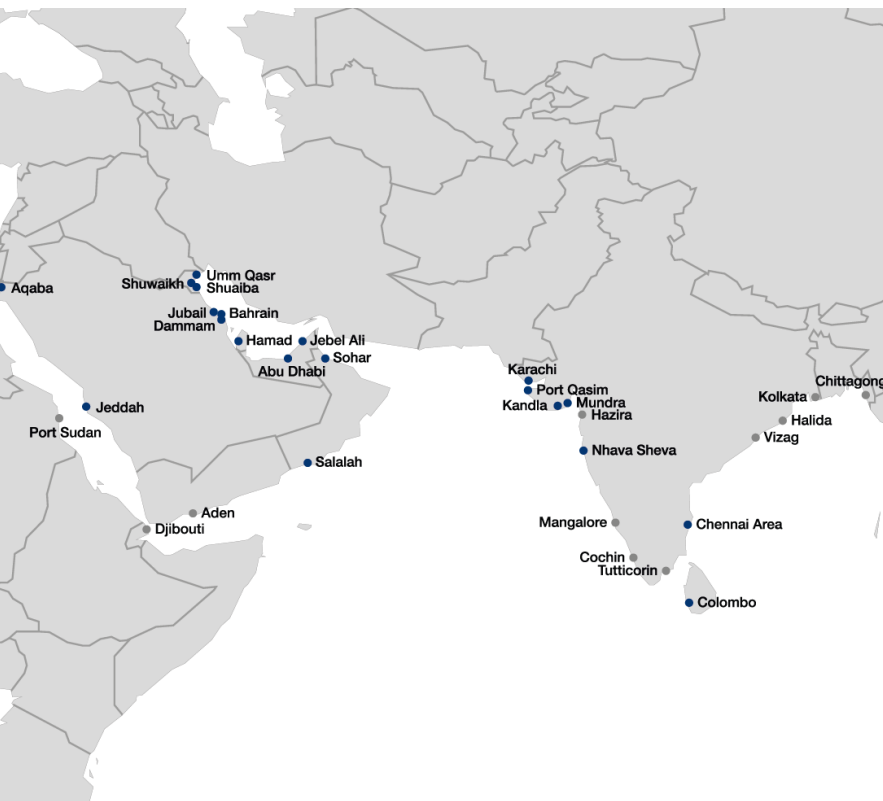 Umm Qasr
Shuwaikh
Shuaiba
Aqaba
Jubail
Bahrain
Dammam
Hamad
Jebel Ali
Sohar
Abu Dhabi
Karachi
Port Qasim
Chittagong
Kolkata
Kandla
Mundra
Jeddah
Hazira
Halida
Port Sudan
Vizag
Nhava Sheva
Salalah
Aden
Mangalore
Chennai Area
Djibouti
Cochin
Tutticorin
Colombo